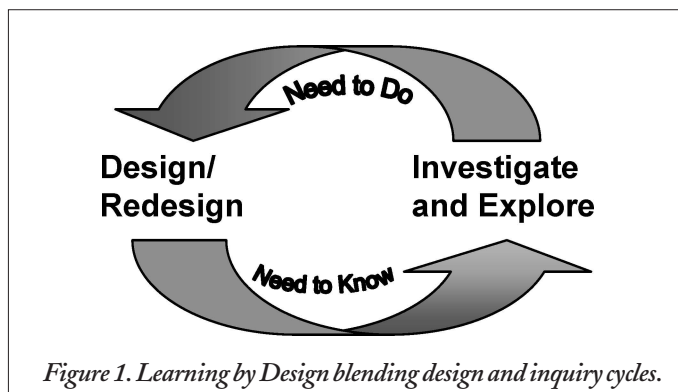 Need to Do
Design/
Redesign
Investigate
and Explore
Need to Know
Figure 1. Learning by Design blending design and inquiry cycles.